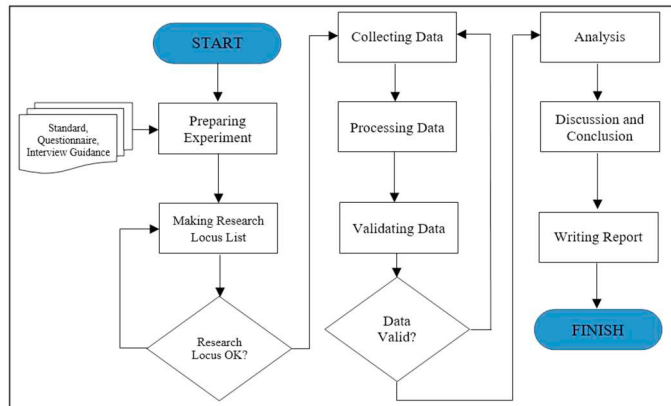 START
Standard,
Questionnaire,
Interview Guidance
Preparing
Experiment
Making Research
Locus List
Research
Locus OK?
Collecting Data
Processing Data
Validating Data
Data
Valid?
Analysis
Discussion and
Conclusion
Writing Report
FINISH